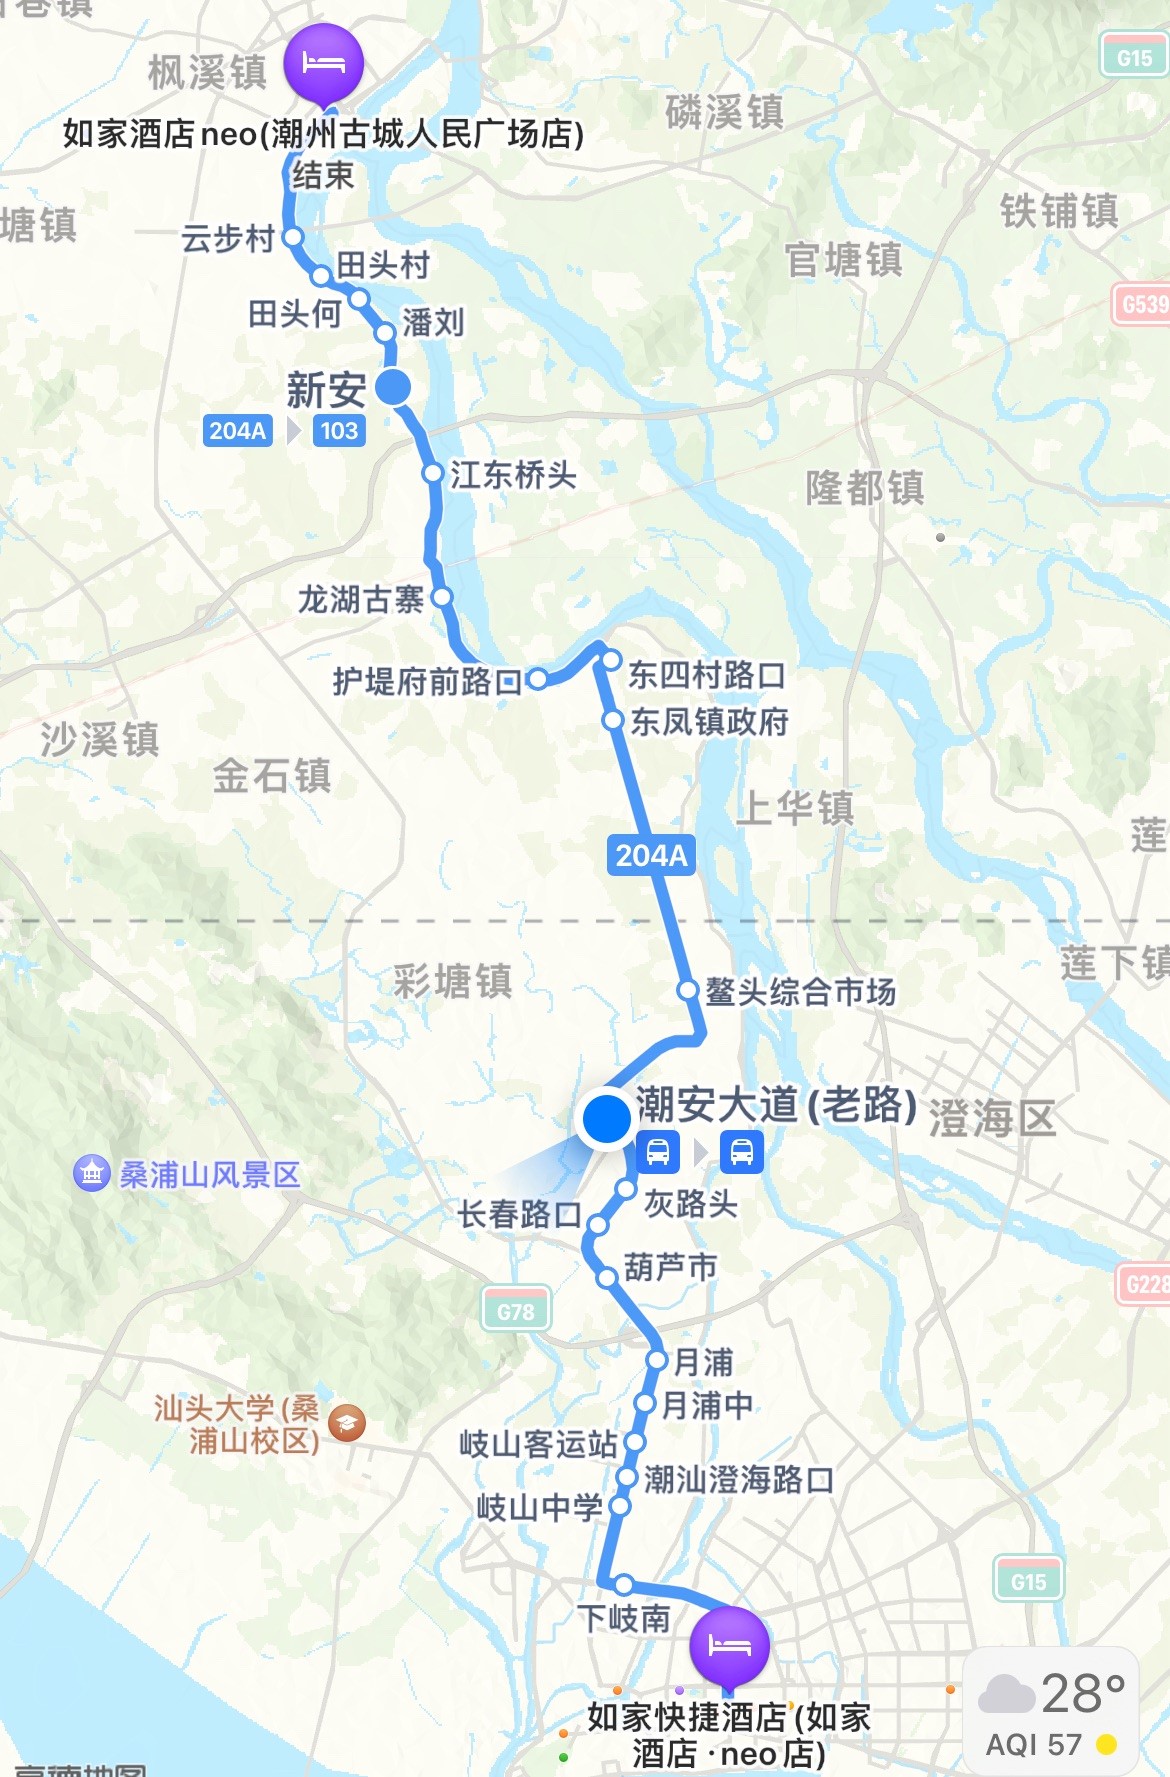 枫溪镇
G15
磷溪镇
如家酒店neo(潮州古城人民广场店)
结束
铁铺镇
塘镇
云步村
官塘镇
田头村
G539
田头何
潘刘
新安
204A
103
江东桥头
隆都镇
龙湖古寨
护堤府前路口
东四村路口
东凤镇政府
沙溪镇
金石镇
上华镇
莲
204A
莲下镇
彩塘镇
鳌头综合市场
潮安大道(老路)
澄海区
桑浦山风景区
长春路口
灰路头
葫芦市
G228
G78
月浦
汕头大学(桑
浦山校区)
月浦中
岐山客运站
潮汕澄海路口
岐山中学
G15
下岐南
28°
如家快捷酒店(如家
酒店·neo店)
AQI 57
高德地图